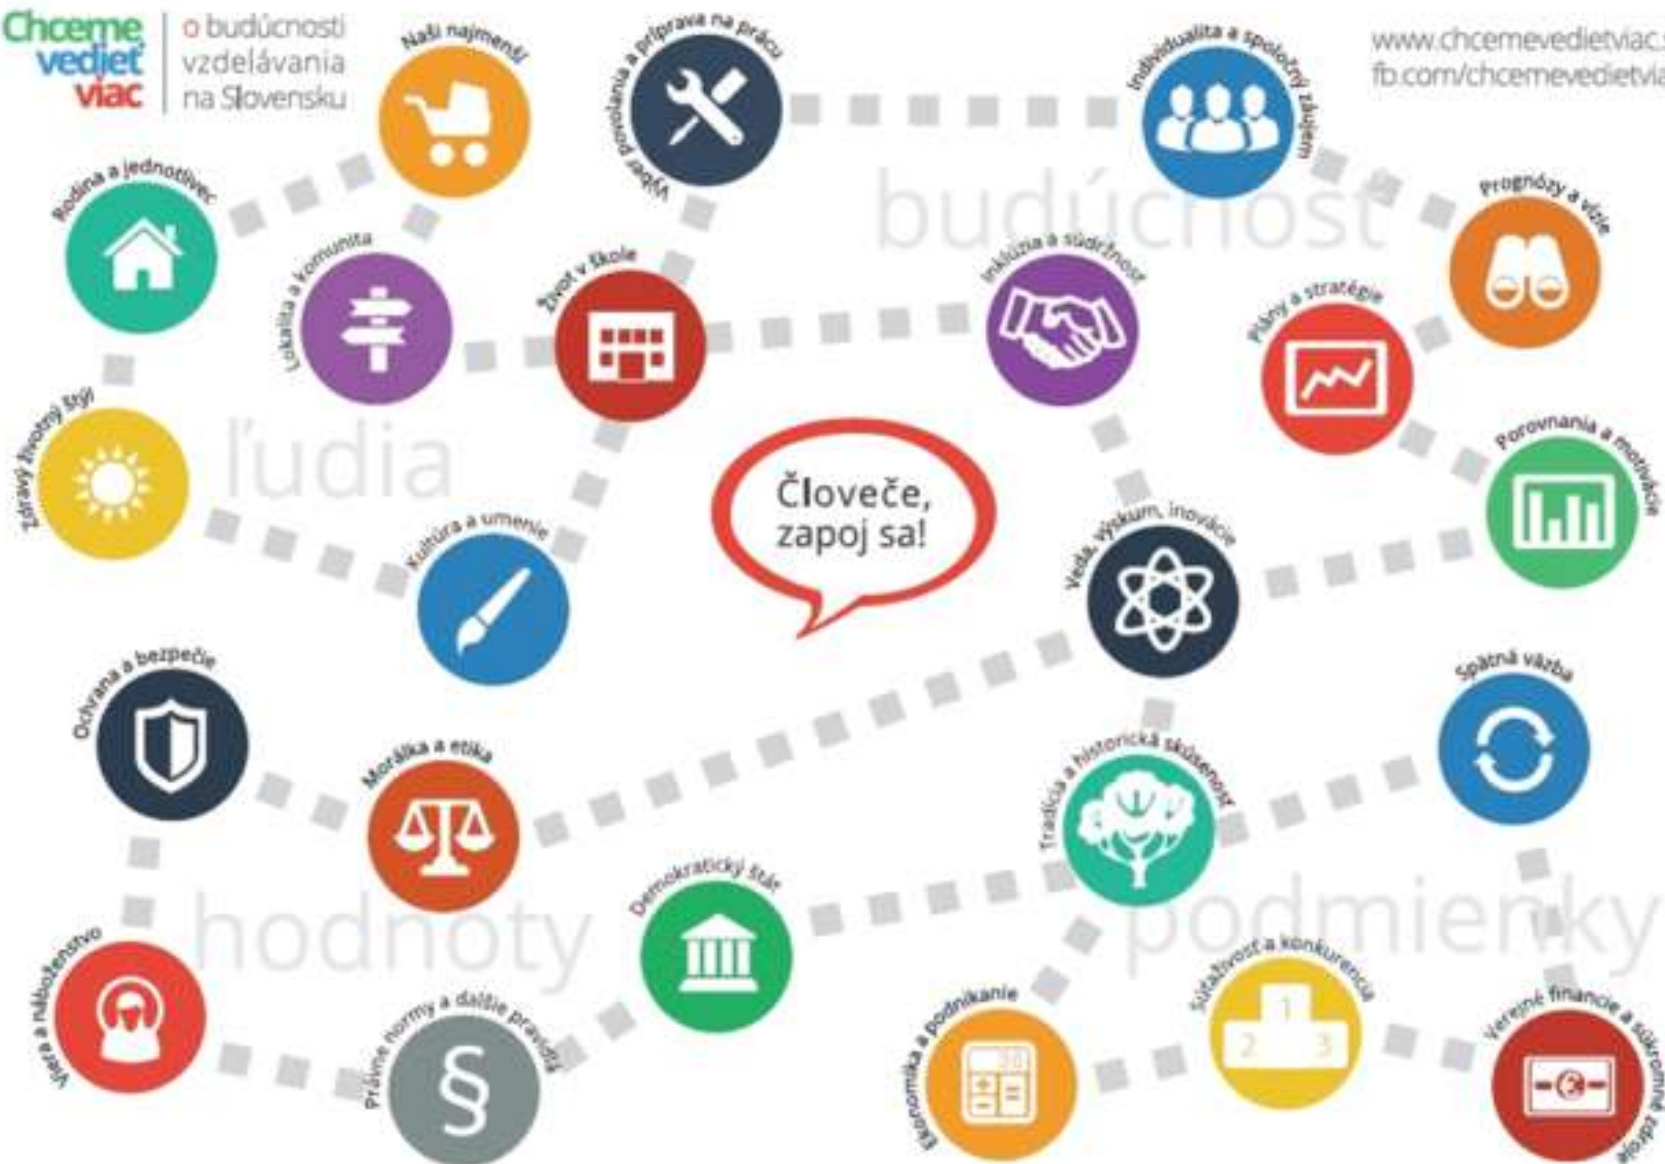 Chceme
vedieť
viac
o budúcnosti
vzdelávania
na Slovensku
Naši najmenší
Výber povolania a príprava na prácu
Individualita a spoločný záujem
www.chcemevedietviac.s
fb.com/chcemevedietvia
Rodina a jednotlivec
budúcnosť
Prognózy a vízie
Lokalita a komunita
Život v škole
Inklúzia a súdržnosť
Plány a stratégie
Zdravý životný štýl
ľudia
Porovnania a motivácie
Človeče,
zapoj sa!
Kultúra a umenie
Veda, výskum, inovácie
Ochrana a bezpečie
Spätná väzba
Morálka a etika
Tradícia a historická skúsenosť
Demokratický štát
hodnoty
podmienky
Viera a náboženstvo
Právne normy a ďalšie pravidlá
§
Ekonomika a podnikanie
Súťaživosť a konkurencia
1
2 3
Verejné financie a súkromné zdroje